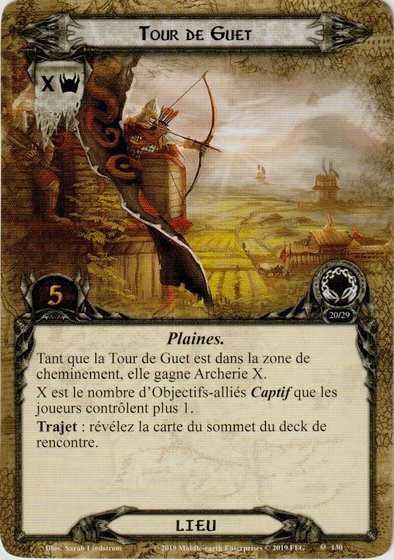 Tour de Guet
X
5
20/29
Plaines.
Tant que la Tour de Guet est dans la zone de
cheminement, elle gagne Archerie X.
X est le nombre d'Objectifs-alliés Captif que les
joueurs contrôlent plus 1.
Trajet : révélez la carte du sommet du deck de
rencontre.
LIEU
Illus. Sarah Lindstrom © 2019 Middle-earth Enterprises © 2019 FFG 130